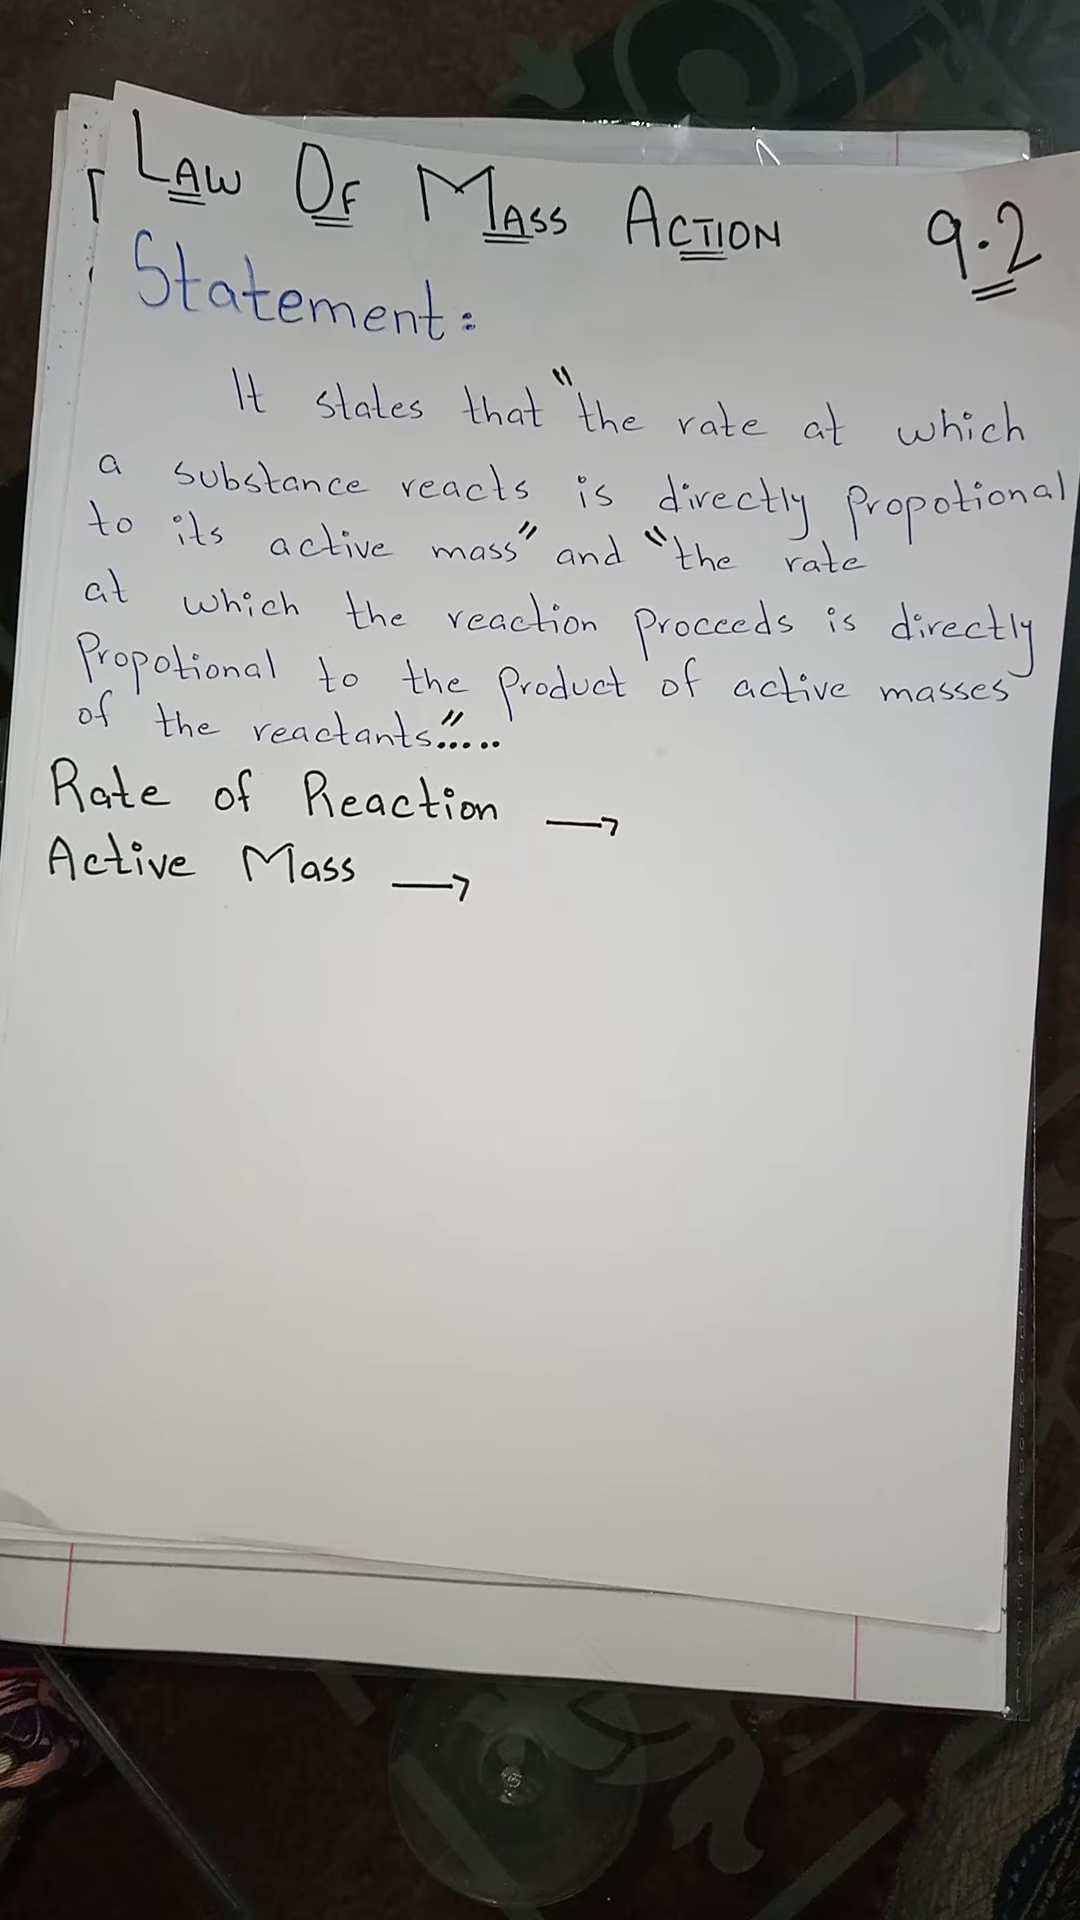 LAW OF MASS ACTION 9.2
Statement:
It states that "the rate at which
a substance reacts is directly propotional
to its active mass" and "the rate
at which the reaction proceeds is directly
Propotional to the product of active masses
of the reactants".....
Rate of Reaction →
Active Mass →